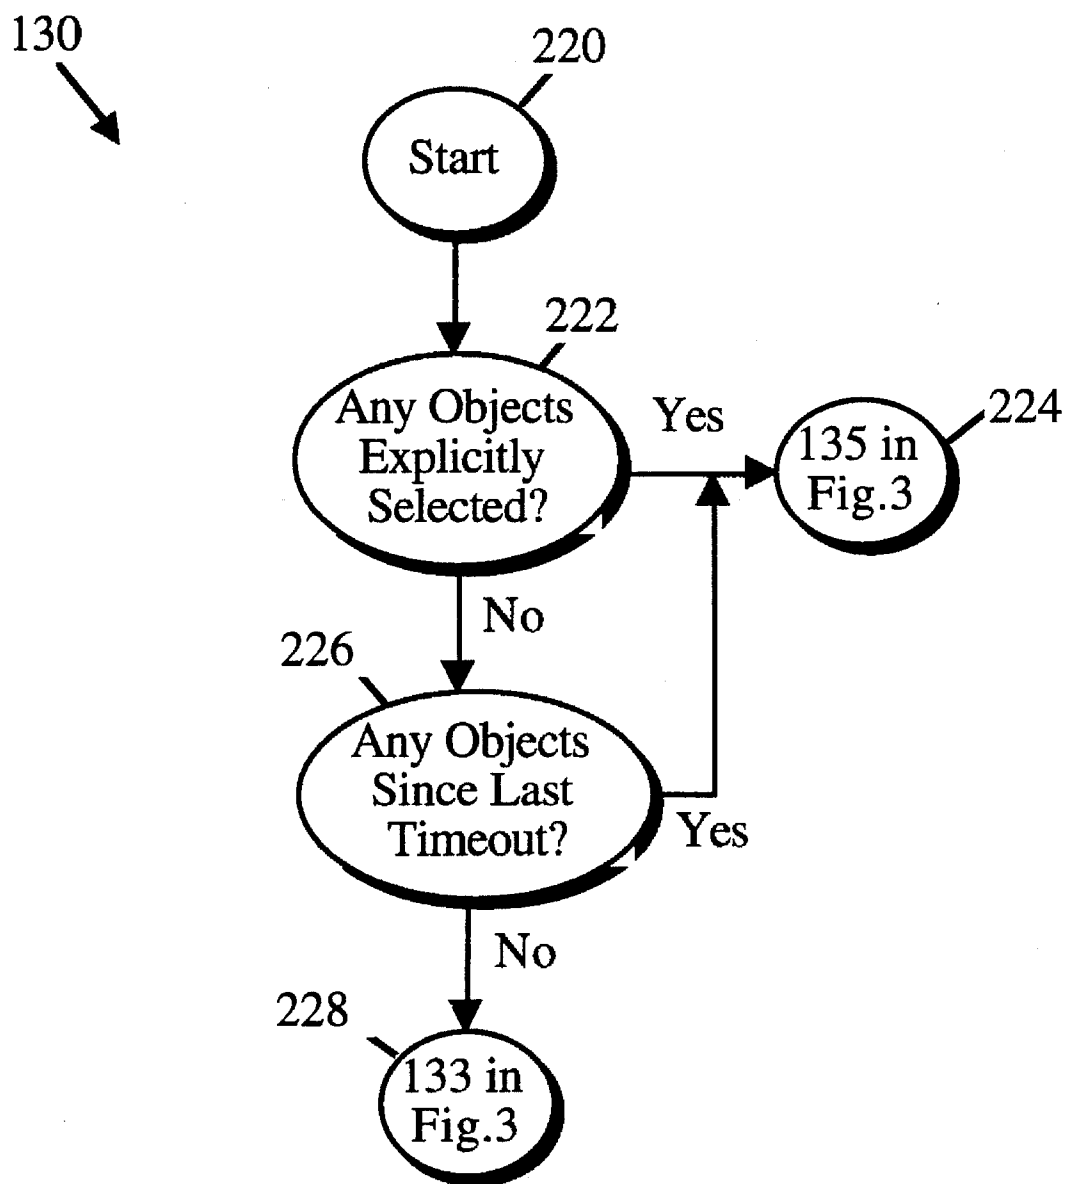 130
220
Start
222
Any Objects
Explicitly
Selected?
Yes
224
135 in
Fig.3
No
226
Any Objects
Since Last
Timeout?
Yes
No
228
133 in
Fig.3